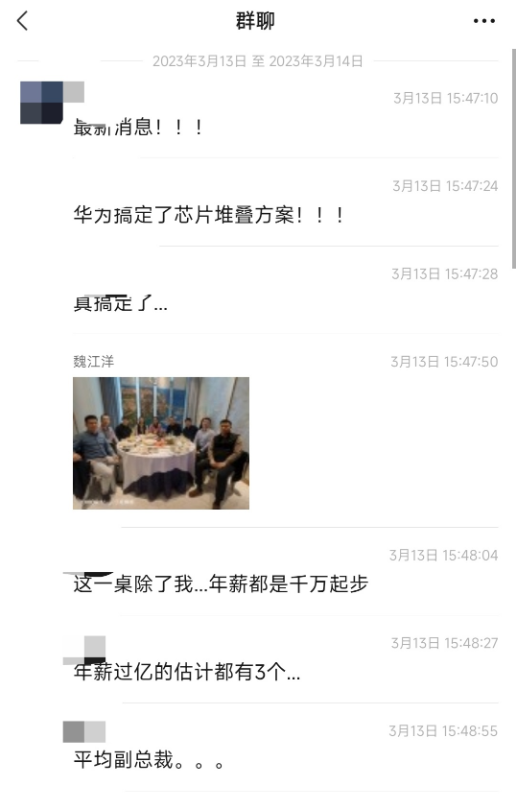 群聊
2023年3月13日 至 2023年3月14日
3月13日 15:47:10
最新消息！！！
3月13日 15:47:24
华为搞定了芯片堆叠方案！！！
3月13日 15:47:28
真搞定了...
魏江洋
3月13日 15:47:50
3月13日 15:48:04
这一桌除了我...年薪都是千万起步
3月13日 15:48:27
年薪过亿的估计都有3个...
3月13日 15:48:55
平均副总裁。。。